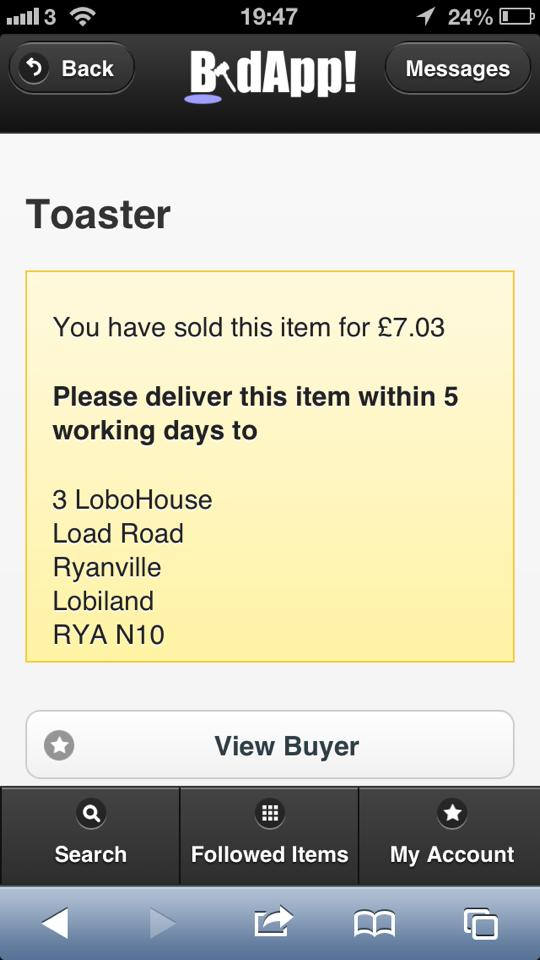 3 19:47 24%
Back BidApp! Messages
Toaster
You have sold this item for £7.03
Please deliver this item within 5
working days to
3 LoboHouse
Load Road
Ryanville
Lobiland
RYA N10
View Buyer
Search Followed Items My Account